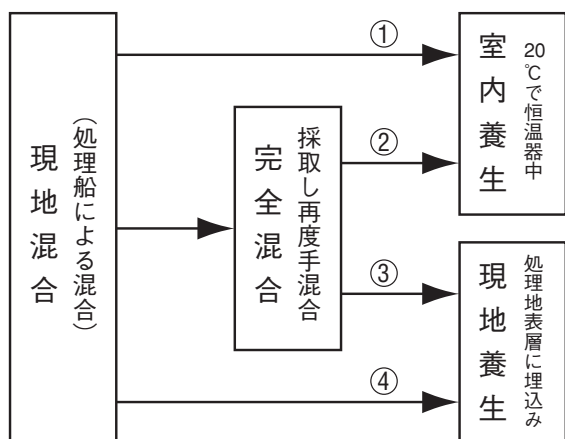 現地混合
(処理船による混合)
①
完全混合
採取し再度手混合
②
③
④
室内養生
20℃で恒温器中
現地養生
処理地表層に埋込み